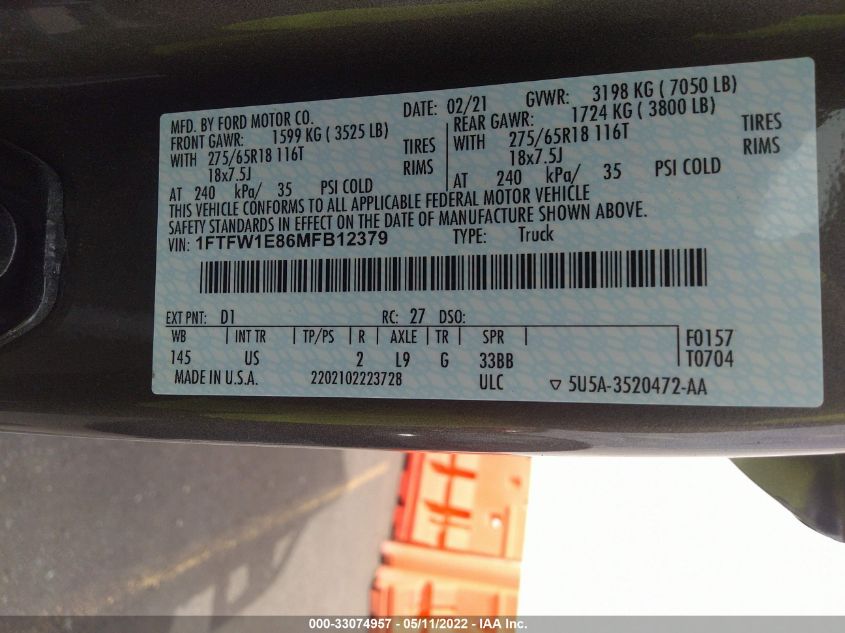 MFD. BY FORD MOTOR CO. DATE: 02/21 GVWR: 3198 KG ( 7050 LB)
FRONT GAWR: 1599 KG ( 3525 LB) REAR GAWR: 1724 KG ( 3800 LB)
WITH 275/65R18 116T TIRES WITH 275/65R18 116T TIRES
18x7.5J RIMS 18x7.5J RIMS
AT 240 kPa/ 35 PSI COLD AT 240 kPa/ 35 PSI COLD
THIS VEHICLE CONFORMS TO ALL APPLICABLE FEDERAL MOTOR VEHICLE
SAFETY STANDARDS IN EFFECT ON THE DATE OF MANUFACTURE SHOWN ABOVE.
VIN: 1FTFW1E86MFB12379 TYPE: Truck
EXT PNT: D1 RC: 27 DSO:
WB INT TR TP/PS R AXLE TR SPR F0157
145 US 2 L9 G 33BB T0704
MADE IN U.S.A. 2202102223728 ULC ▽ 5U5A-3520472-AA
000-33074957 - 05/11/2022 - IAA Inc.